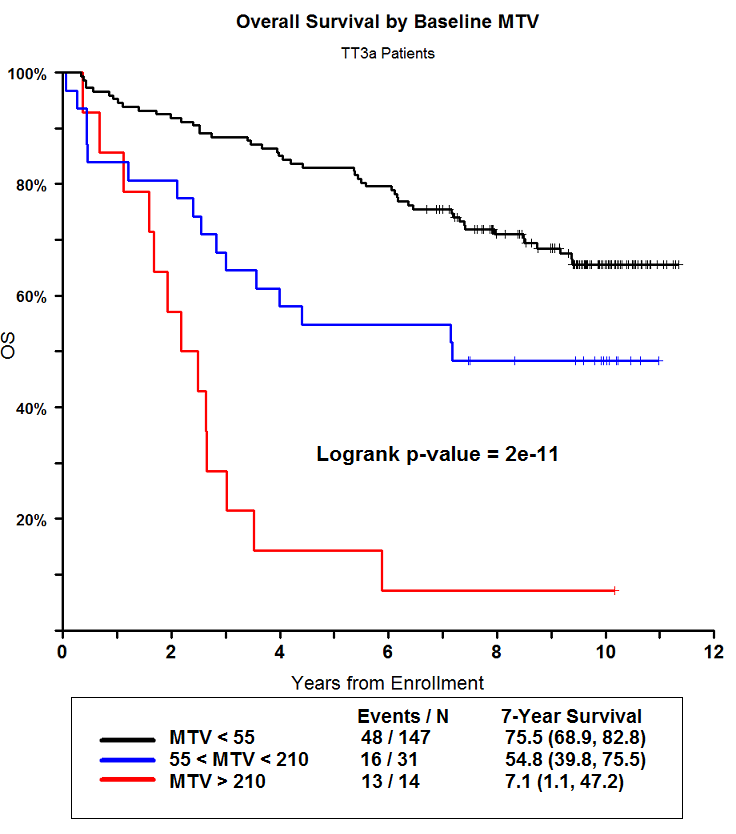 Overall Survival by Baseline MTV
TT3a Patients
100%
80%
60%
40%
20%
OS
0 2 4 6 8 10 12
Years from Enrollment
Logrank p-value = 2e-11
Events / N 7-Year Survival
MTV < 55 48 / 147 75.5 (68.9, 82.8)
55 < MTV < 210 16 / 31 54.8 (39.8, 75.5)
MTV > 210 13 / 14 7.1 (1.1, 47.2)